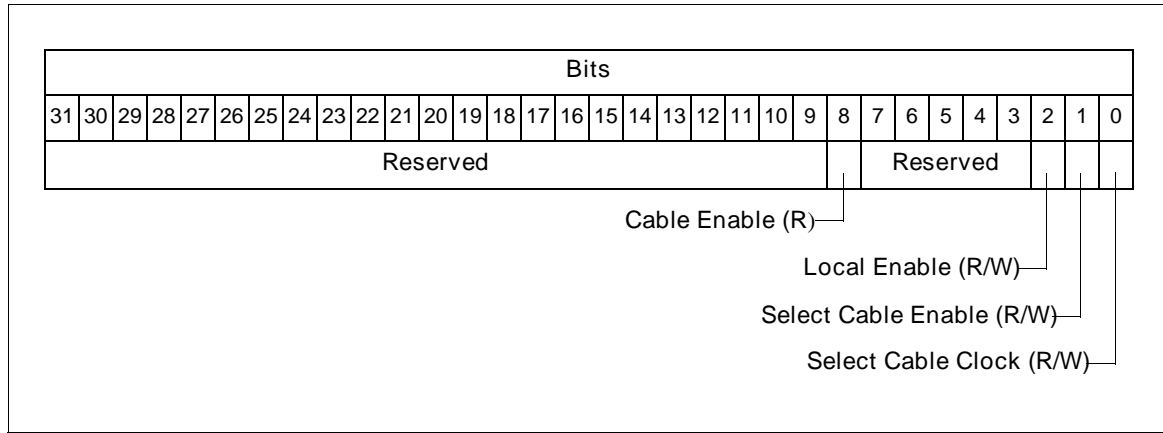 Bits
31 30 29 28 27 26 25 24 23 22 21 20 19 18 17 16 15 14 13 12 11 10 9 8 7 6 5 4 3 2 1 0
Reserved Reserved
Cable Enable (R)
Local Enable (R/W)
Select Cable Enable (R/W)
Select Cable Clock (R/W)